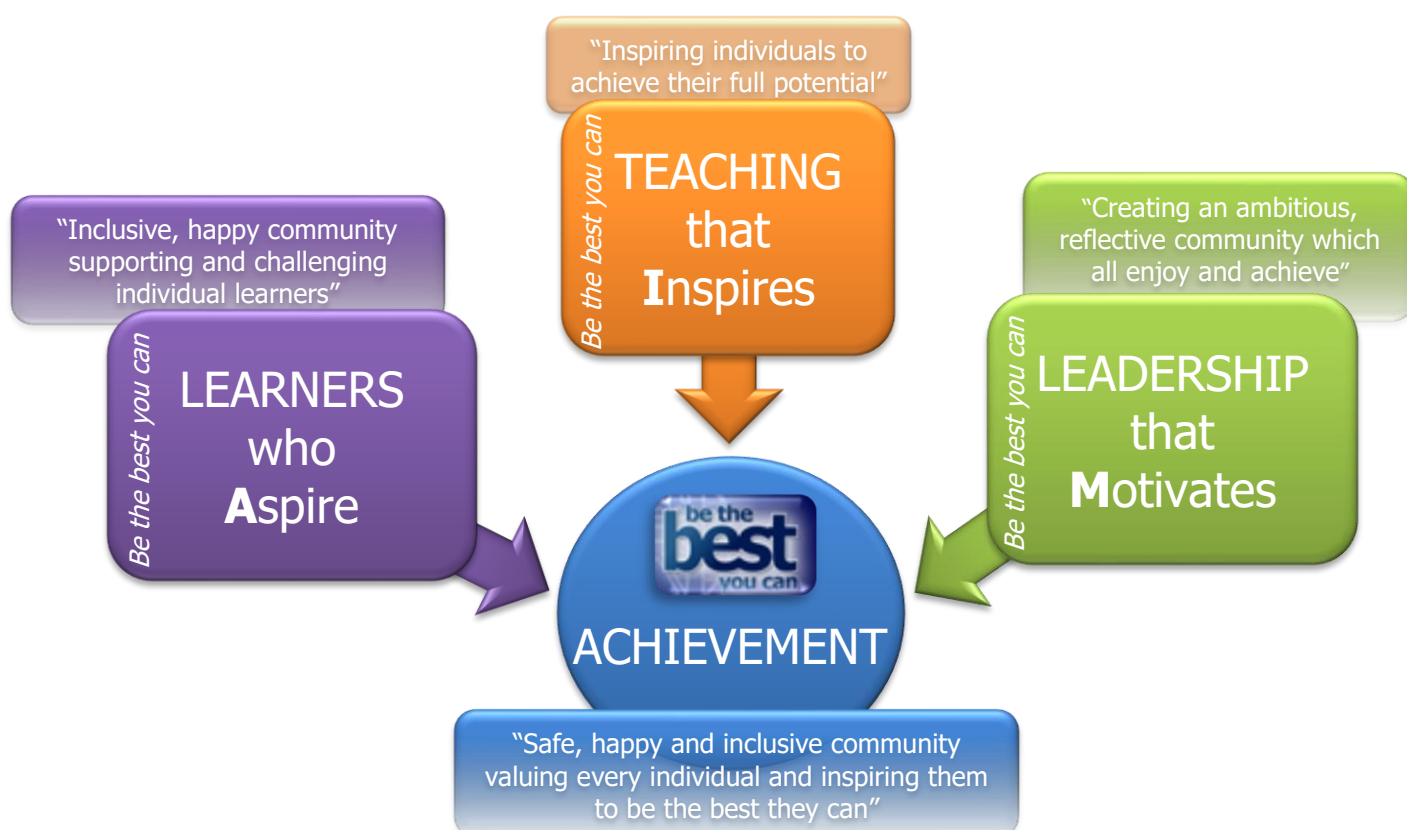 “Inspiring individuals to
achieve their full potential”
Be the best you can
TEACHING
that
Inspires
“Inclusive, happy community
supporting and challenging
individual learners”
Be the best you can
LEARNERS
who
Aspire
“Creating an ambitious,
reflective community which
all enjoy and achieve”
Be the best you can
LEADERSHIP
that
Motivates
be the
best
you can
ACHIEVEMENT
“Safe, happy and inclusive community
valuing every individual and inspiring them
to be the best they can”